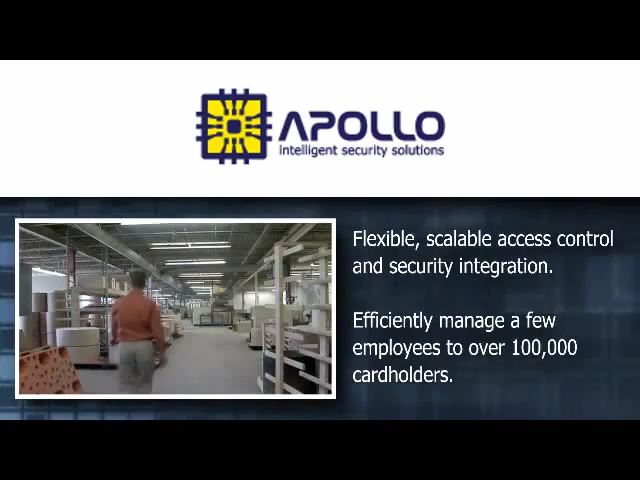 APOLLO
intelligent security solutions
Flexible, scalable access control
and security integration.
Efficiently manage a few
employees to over 100,000
cardholders.